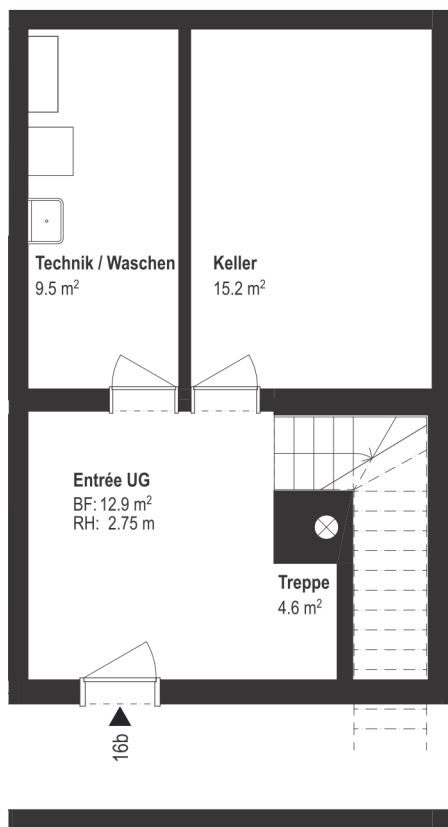 Technik / Waschen
9.5 m²
Keller
15.2 m²
Entrée UG
BF: 12.9 m²
RH: 2.75 m
Treppe
4.6 m²
16b